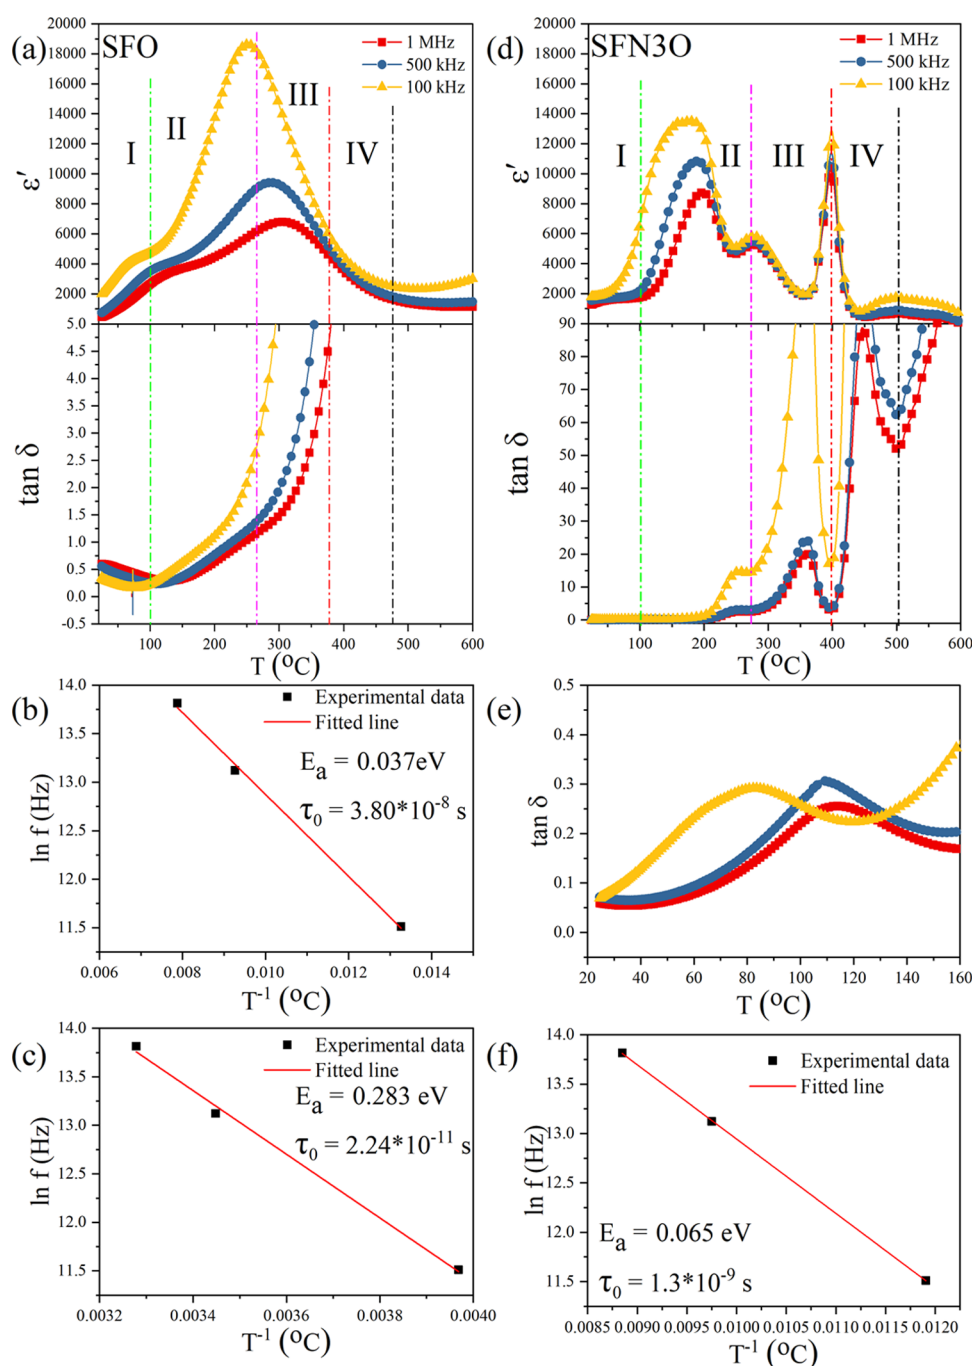 (a)
SFO
1 MHz
500 kHz
100 kHz
I
II
III
IV
20000
18000
16000
14000
12000
10000
8000
6000
4000
2000
ε′
5.0
4.5
4.0
3.5
3.0
2.5
2.0
1.5
1.0
0.5
0.0
-0.5
tan δ
100 200 300 400 500 600
T (°C)
(d)
SFN3O
1 MHz
500 kHz
100 kHz
I
II
III
IV
20000
18000
16000
14000
12000
10000
8000
6000
4000
2000
ε′
90
80
70
60
50
40
30
20
10
0
tan δ
100 200 300 400 500 600
T (°C)
(b)
Experimental data
Fitted line
Eₐ = 0.037eV
τ₀ = 3.80*10⁻⁸ s
14.0
13.5
13.0
12.5
12.0
11.5
ln f (Hz)
0.006 0.008 0.010 0.012 0.014
T⁻¹ (°C)
(e)
0.5
0.4
0.3
0.2
0.1
0.0
tan δ
20 40 60 80 100 120 140 160
T (°C)
(c)
Experimental data
Fitted line
Eₐ = 0.283 eV
τ₀ = 2.24*10⁻¹¹ s
14.0
13.5
13.0
12.5
12.0
11.5
ln f (Hz)
0.0032 0.0034 0.0036 0.0038 0.0040
T⁻¹ (°C)
(f)
Experimental data
Fitted line
Eₐ = 0.065 eV
τ₀ = 1.3*10⁻⁹ s
14.0
13.5
13.0
12.5
12.0
11.5
ln f (Hz)
0.0085 0.0090 0.0095 0.0100 0.0105 0.0110 0.0115 0.0120
T⁻¹ (°C)